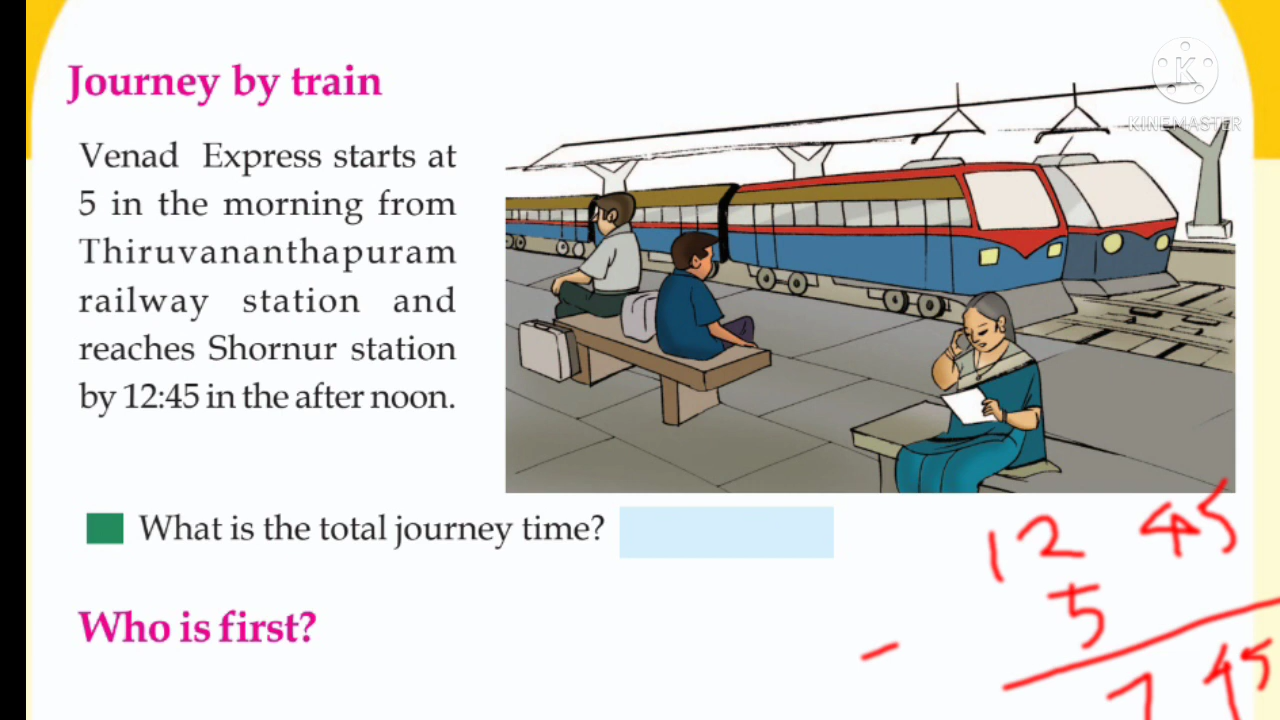 Journey by train
K
KINEMASTER
Venad Express starts at
5 in the morning from
Thiruvananthapuram
railway station and
reaches Shornur station
by 12:45 in the after noon.
What is the total journey time?
Who is first?
12 45
- 5
7 45